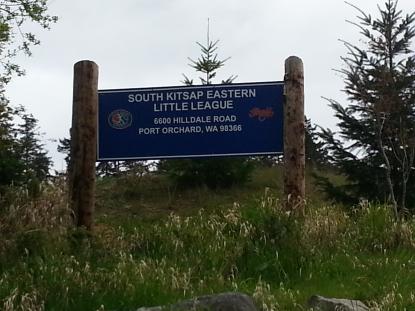 SOUTH KITSAP EASTERN
LITTLE LEAGUE
6600 HILLDALE ROAD
PORT ORCHARD, WA 98366